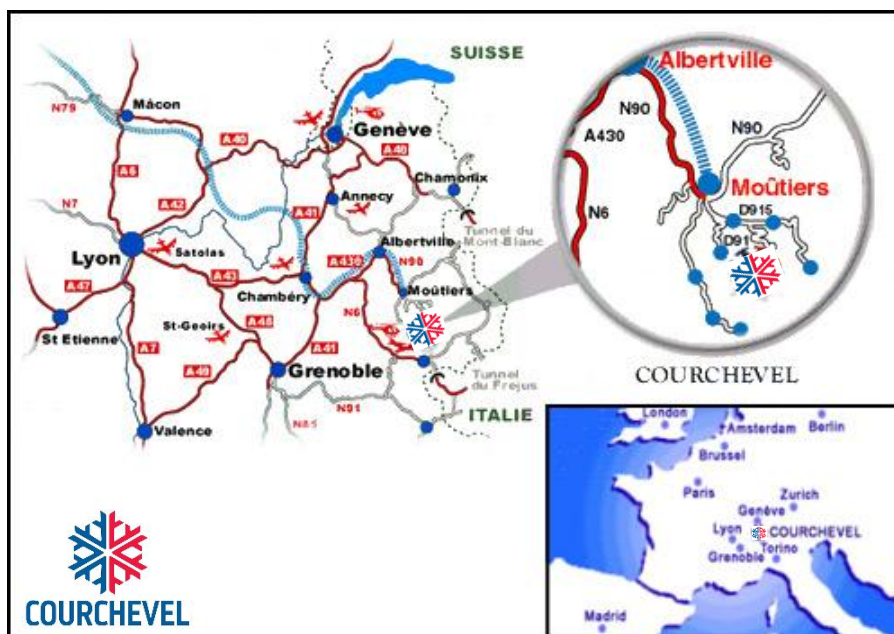 SUISSE
Mâcon
N79
A40
Genève
A40
A6
A42
N7
Annecy
Chamonix
A41
Lyon
Satolas
Albertville
Tunnel du
Mont-Blanc
A430
N90
A43
A47
Chambéry
Moûtiers
St Etienne
St-Geoirs
A48
N6
A7
A41
A49
Grenoble
Tunnel
du Frejus
N91
ITALIE
N85
Valence
Albertville
N90
A430
N90
Moûtiers
N6
D915
D91
COURCHEVEL
London
Amsterdam
Berlin
Brussel
Paris
Zurich
Genève
Lyon
COURCHEVEL
Grenoble
Torino
Madrid
COURCHEVEL